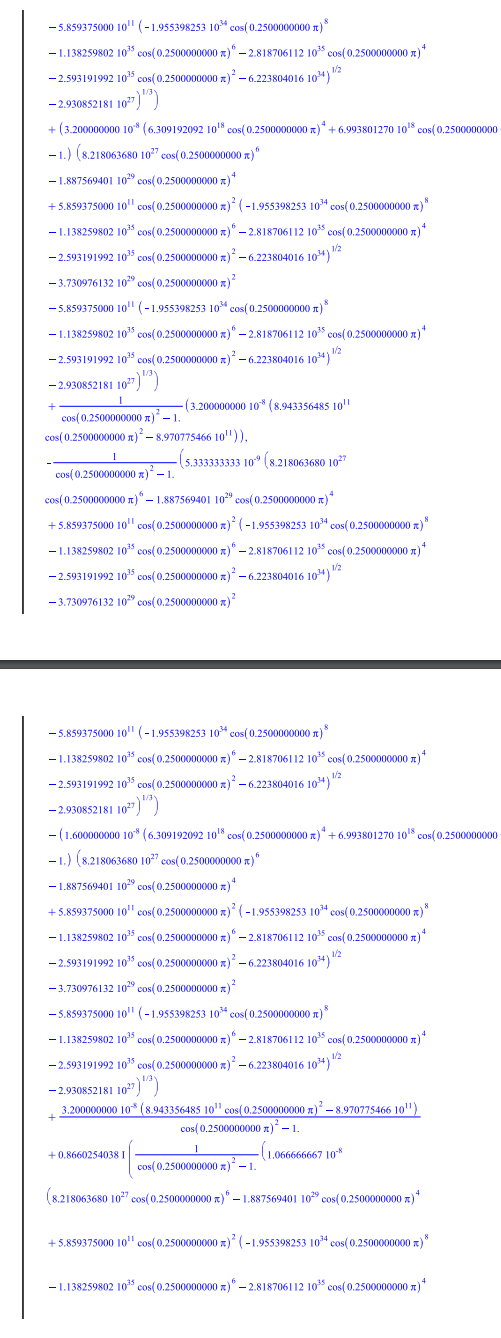 − 5.859375000 10^11 (−1.955398253 10^34 cos(0.2500000000 π)^8
− 1.138259802 10^35 cos(0.2500000000 π)^6 − 2.818706112 10^35 cos(0.2500000000 π)^4
− 2.593191992 10^35 cos(0.2500000000 π)^2 − 6.223804016 10^34)^1/2
− 2.930852181 10^27)^1/3)
+ (3.200000000 10^-8 (6.309192092 10^18 cos(0.2500000000 π)^4 + 6.993801270 10^18 cos(0.2500000000
− 1.) (8.218063680 10^27 cos(0.2500000000 π)^6
− 1.887569401 10^29 cos(0.2500000000 π)^4
+ 5.859375000 10^11 cos(0.2500000000 π)^2 (−1.955398253 10^34 cos(0.2500000000 π)^8
− 1.138259802 10^35 cos(0.2500000000 π)^6 − 2.818706112 10^35 cos(0.2500000000 π)^4
− 2.593191992 10^35 cos(0.2500000000 π)^2 − 6.223804016 10^34)^1/2
− 3.730976132 10^29 cos(0.2500000000 π)^2
− 5.859375000 10^11 (−1.955398253 10^34 cos(0.2500000000 π)^8
− 1.138259802 10^35 cos(0.2500000000 π)^6 − 2.818706112 10^35 cos(0.2500000000 π)^4
− 2.593191992 10^35 cos(0.2500000000 π)^2 − 6.223804016 10^34)^1/2
− 2.930852181 10^27)^1/3)
+ 1/(cos(0.2500000000 π)^2 − 1.) (3.200000000 10^-8 (8.943356485 10^11
cos(0.2500000000 π)^2 − 8.970775466 10^11)),
− 1/(cos(0.2500000000 π)^2 − 1.) (5.333333333 10^-9 (8.218063680 10^27
cos(0.2500000000 π)^6 − 1.887569401 10^29 cos(0.2500000000 π)^4
+ 5.859375000 10^11 cos(0.2500000000 π)^2 (−1.955398253 10^34 cos(0.2500000000 π)^8
− 1.138259802 10^35 cos(0.2500000000 π)^6 − 2.818706112 10^35 cos(0.2500000000 π)^4
− 2.593191992 10^35 cos(0.2500000000 π)^2 − 6.223804016 10^34)^1/2
− 3.730976132 10^29 cos(0.2500000000 π)^2
− 5.859375000 10^11 (−1.955398253 10^34 cos(0.2500000000 π)^8
− 1.138259802 10^35 cos(0.2500000000 π)^6 − 2.818706112 10^35 cos(0.2500000000 π)^4
− 2.593191992 10^35 cos(0.2500000000 π)^2 − 6.223804016 10^34)^1/2
− 2.930852181 10^27)^1/3)
− (1.600000000 10^-8 (6.309192092 10^18 cos(0.2500000000 π)^4 + 6.993801270 10^18 cos(0.2500000000
− 1.) (8.218063680 10^27 cos(0.2500000000 π)^6
− 1.887569401 10^29 cos(0.2500000000 π)^4
+ 5.859375000 10^11 cos(0.2500000000 π)^2 (−1.955398253 10^34 cos(0.2500000000 π)^8
− 1.138259802 10^35 cos(0.2500000000 π)^6 − 2.818706112 10^35 cos(0.2500000000 π)^4
− 2.593191992 10^35 cos(0.2500000000 π)^2 − 6.223804016 10^34)^1/2
− 3.730976132 10^29 cos(0.2500000000 π)^2
− 5.859375000 10^11 (−1.955398253 10^34 cos(0.2500000000 π)^8
− 1.138259802 10^35 cos(0.2500000000 π)^6 − 2.818706112 10^35 cos(0.2500000000 π)^4
− 2.593191992 10^35 cos(0.2500000000 π)^2 − 6.223804016 10^34)^1/2
− 2.930852181 10^27)^1/3)
+ 3.200000000 10^-8 (8.943356485 10^11 cos(0.2500000000 π)^2 − 8.970775466 10^11)/(cos(0.2500000000 π)^2 − 1.)
+ 0.8660254038 I (1/(cos(0.2500000000 π)^2 − 1.) (1.066666667 10^-8
(8.218063680 10^27 cos(0.2500000000 π)^6 − 1.887569401 10^29 cos(0.2500000000 π)^4
+ 5.859375000 10^11 cos(0.2500000000 π)^2 (−1.955398253 10^34 cos(0.2500000000 π)^8
− 1.138259802 10^35 cos(0.2500000000 π)^6 − 2.818706112 10^35 cos(0.2500000000 π)^4